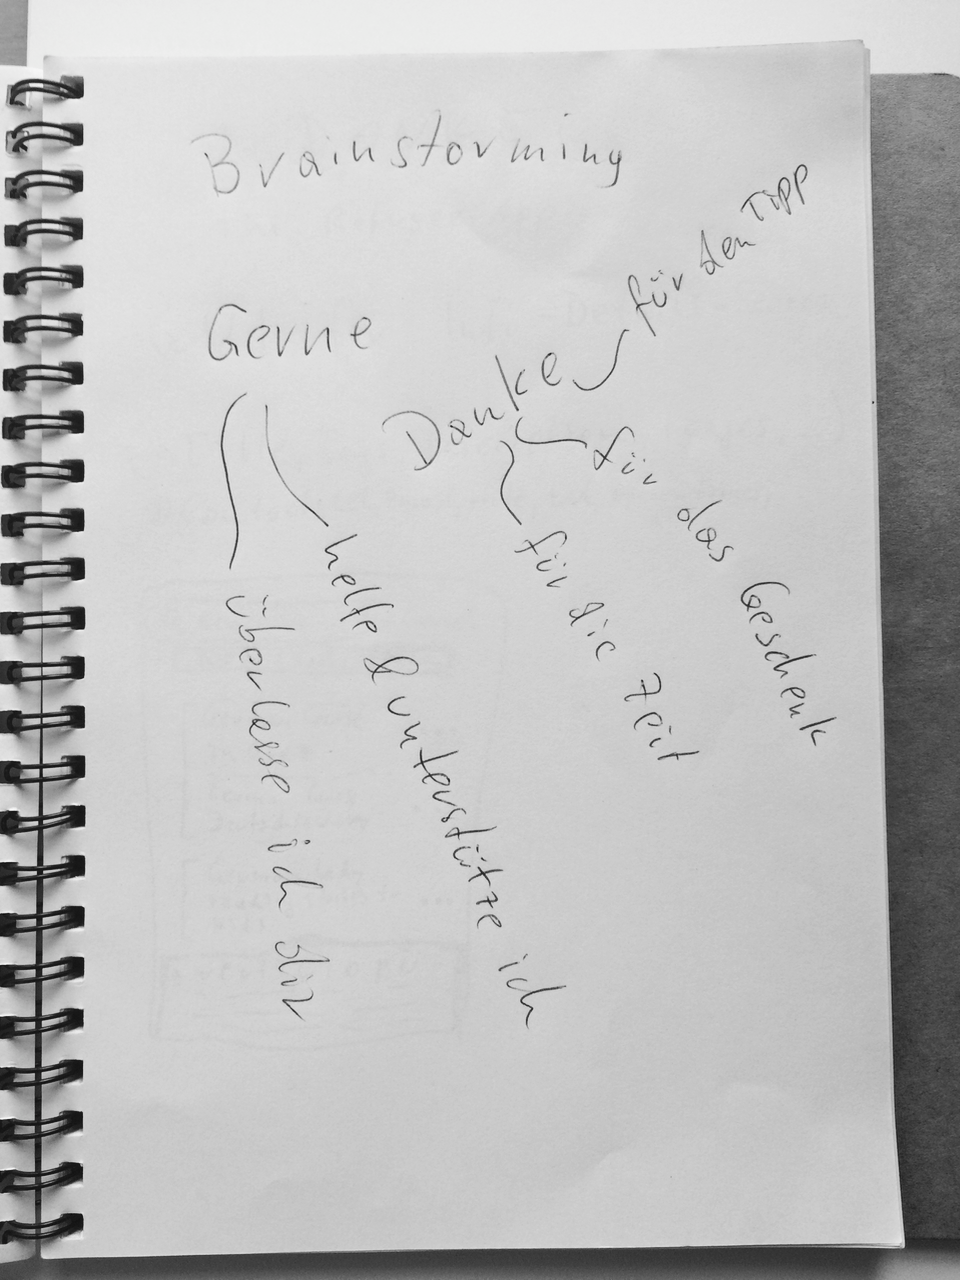 Brainstorming
Gerne
überlasse ich dir
helfe & unterstütze ich
Danke
für den Tipp
für das Geschenk
für die Zeit